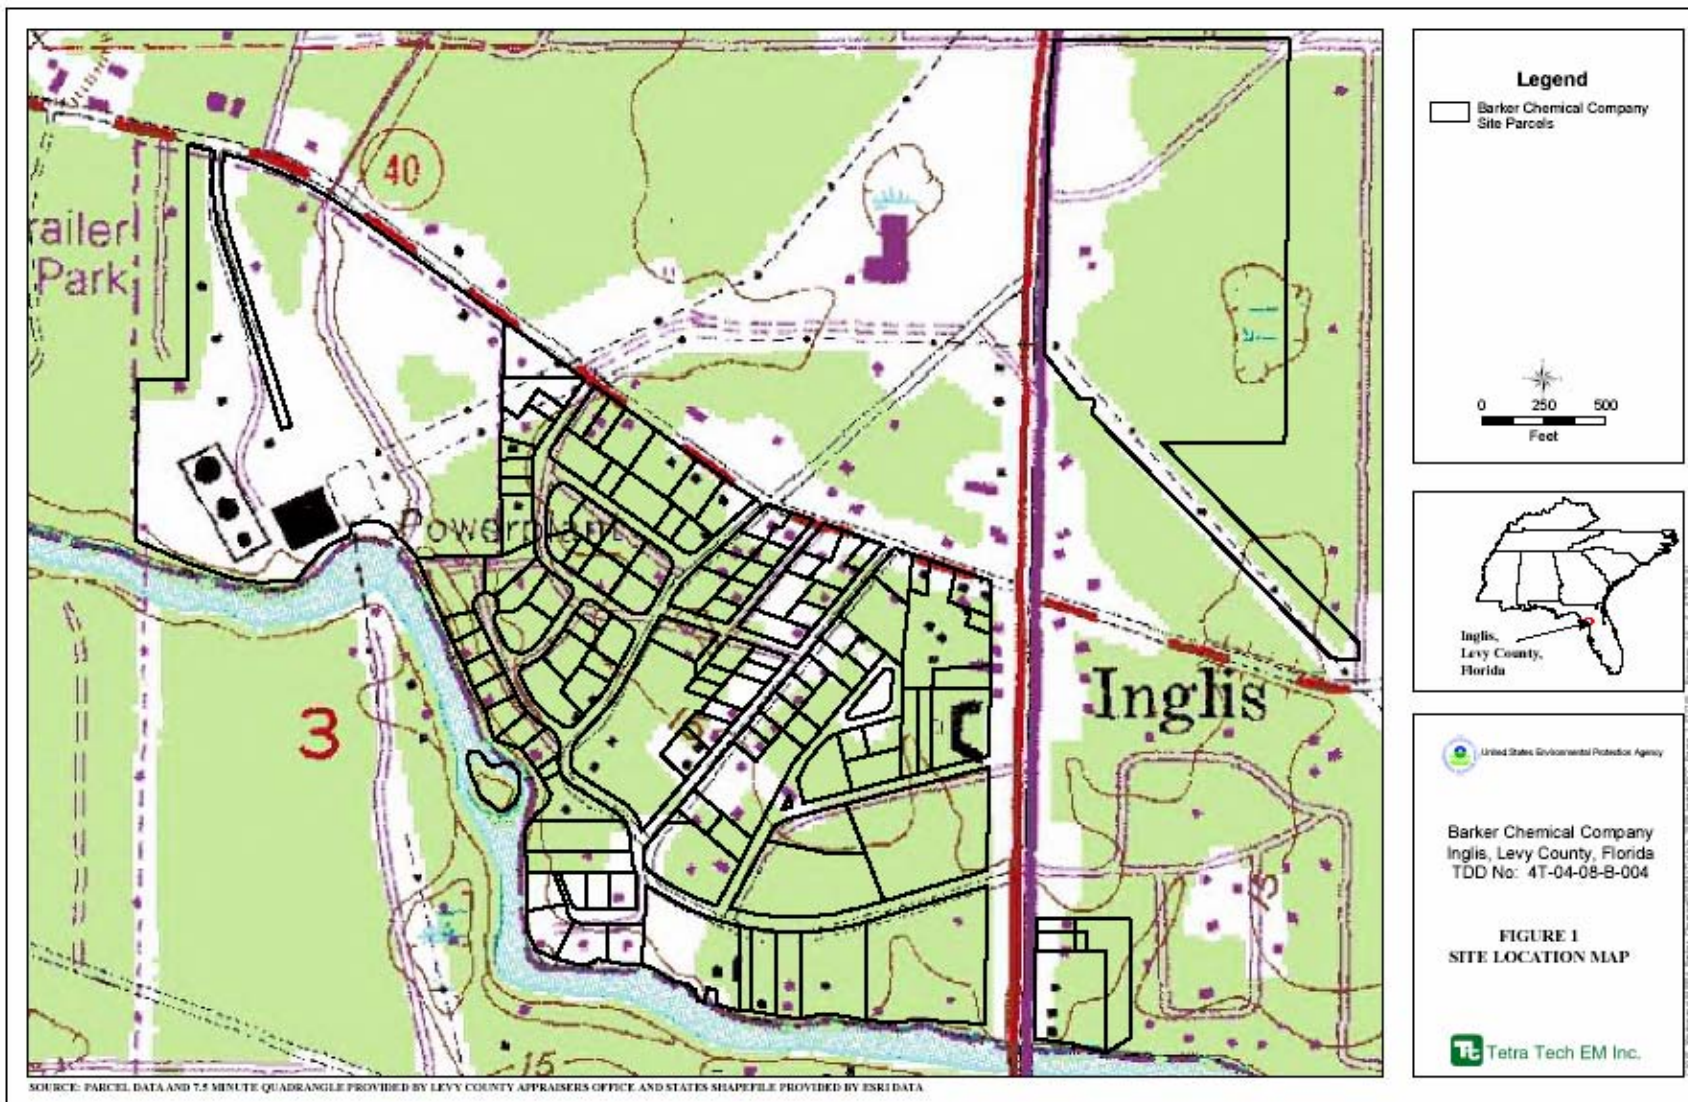 40
railer
Park
Powerplant
3
Inglis
15
15
Legend
Barker Chemical Company
Site Parcels
0 250 500
Feet
Inglis,
Levy County,
Florida
United States Environmental Protection Agency
Barker Chemical Company
Inglis, Levy County, Florida
TDD No: 4T-04-08-B-004
FIGURE 1
SITE LOCATION MAP
Tt Tetra Tech EM Inc.
SOURCE: PARCEL DATA AND 7.5 MINUTE QUADRANGLE PROVIDED BY LEVY COUNTY APPRAISERS OFFICE AND STATES SHAPEFILE PROVIDED BY ESRI DATA